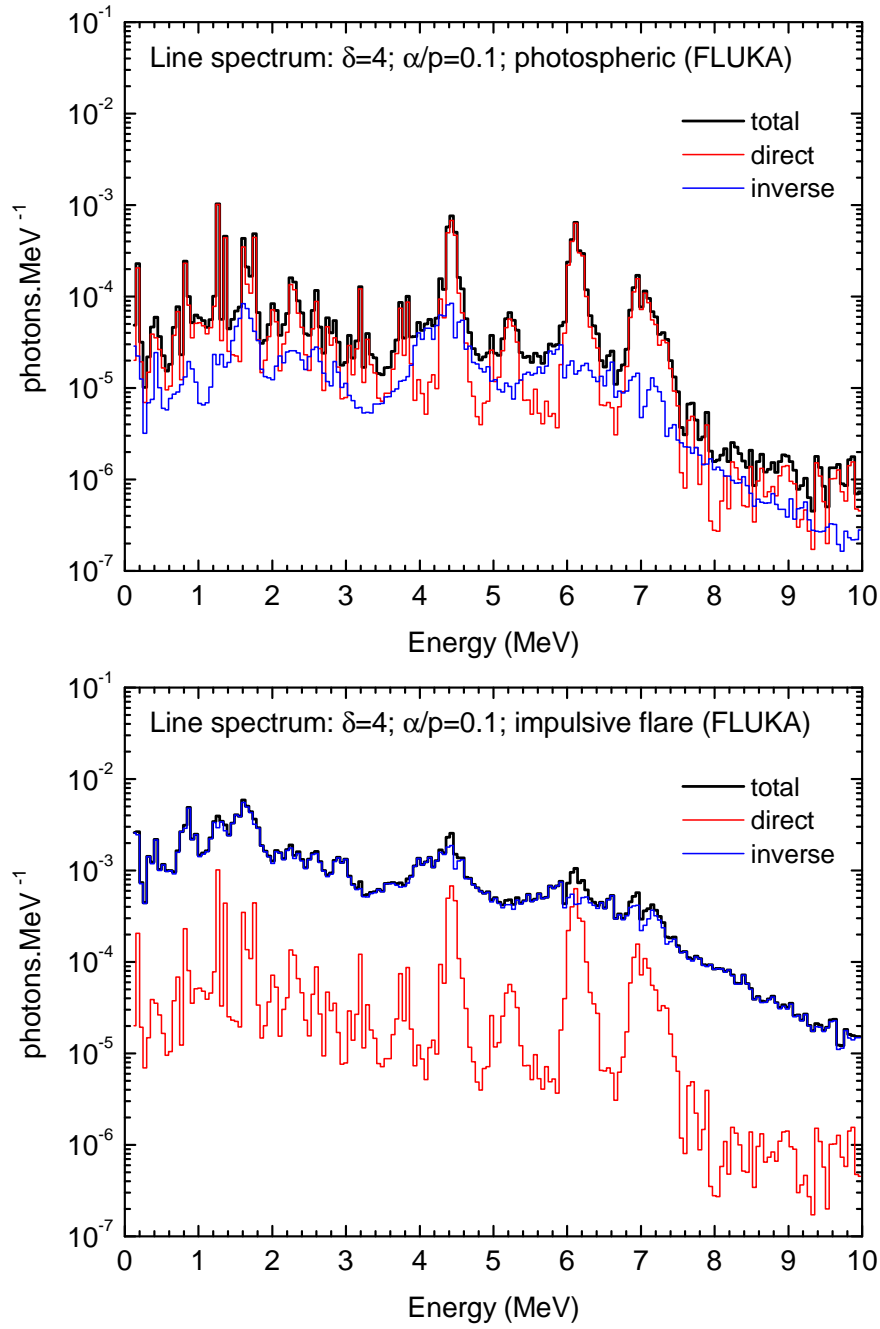 Line spectrum: δ=4; α/p=0.1; photospheric (FLUKA)
total
direct
inverse
photons.MeV⁻¹
10⁻¹
10⁻²
10⁻³
10⁻⁴
10⁻⁵
10⁻⁶
10⁻⁷
0 1 2 3 4 5 6 7 8 9 10
Energy (MeV)
Line spectrum: δ=4; α/p=0.1; impulsive flare (FLUKA)
total
direct
inverse
photons.MeV⁻¹
10⁻¹
10⁻²
10⁻³
10⁻⁴
10⁻⁵
10⁻⁶
10⁻⁷
0 1 2 3 4 5 6 7 8 9 10
Energy (MeV)